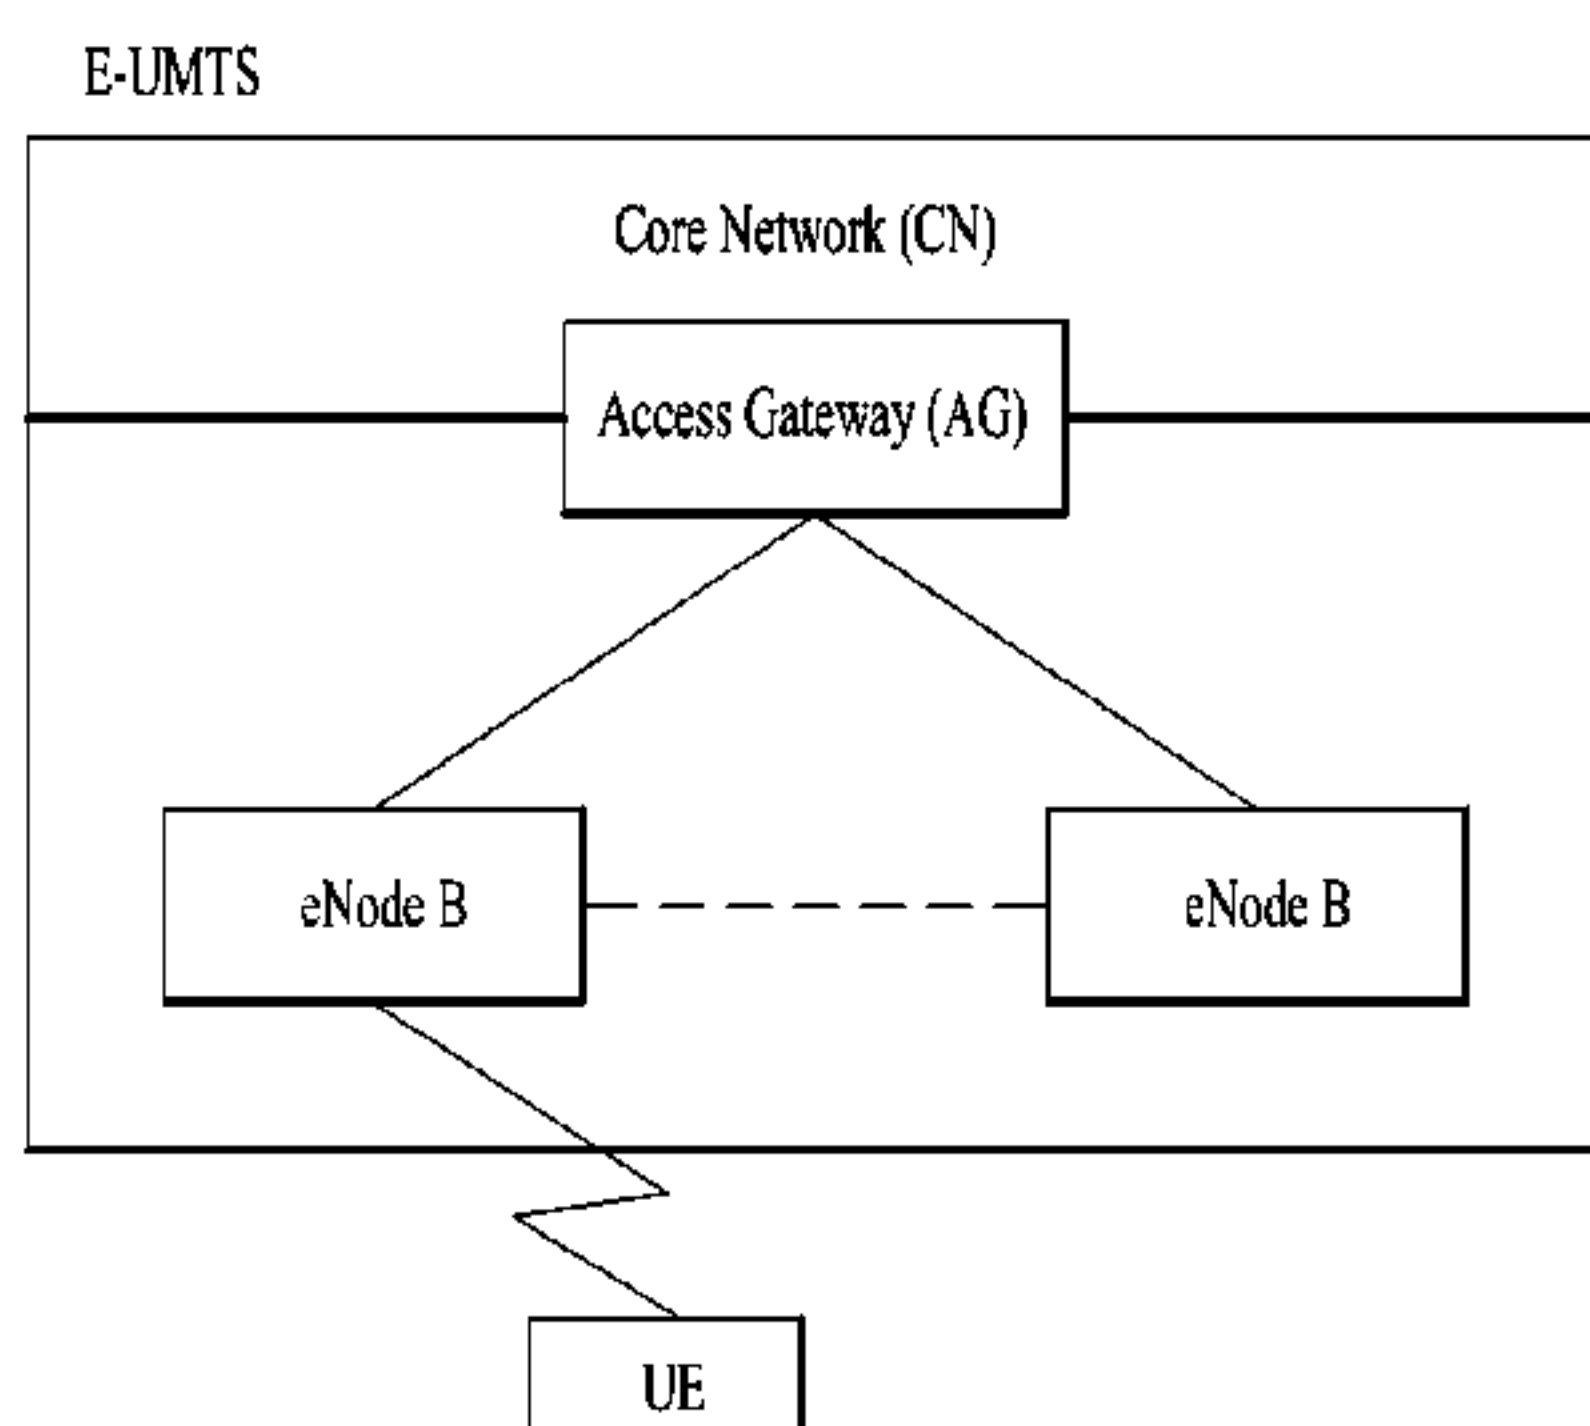 E-UMTS
Core Network (CN)
Access Gateway (AG)
eNode B
eNode B
UE